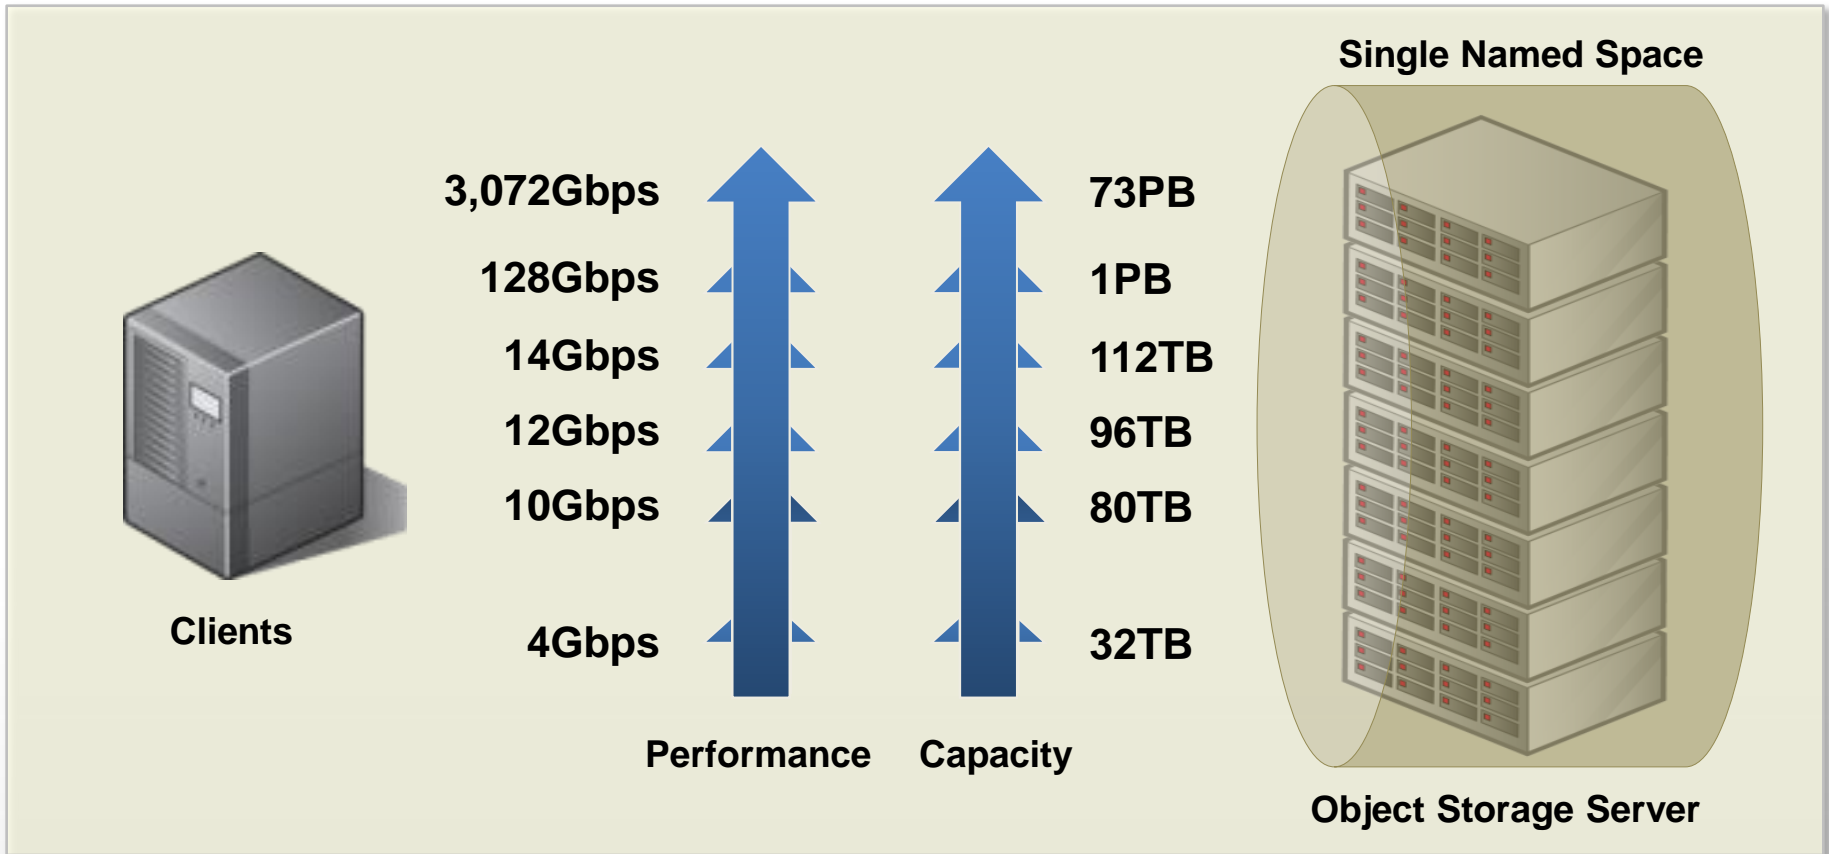 Single Named Space
3,072Gbps
73PB
128Gbps
1PB
14Gbps
112TB
12Gbps
96TB
10Gbps
80TB
4Gbps
32TB
Clients
Performance
Capacity
Object Storage Server